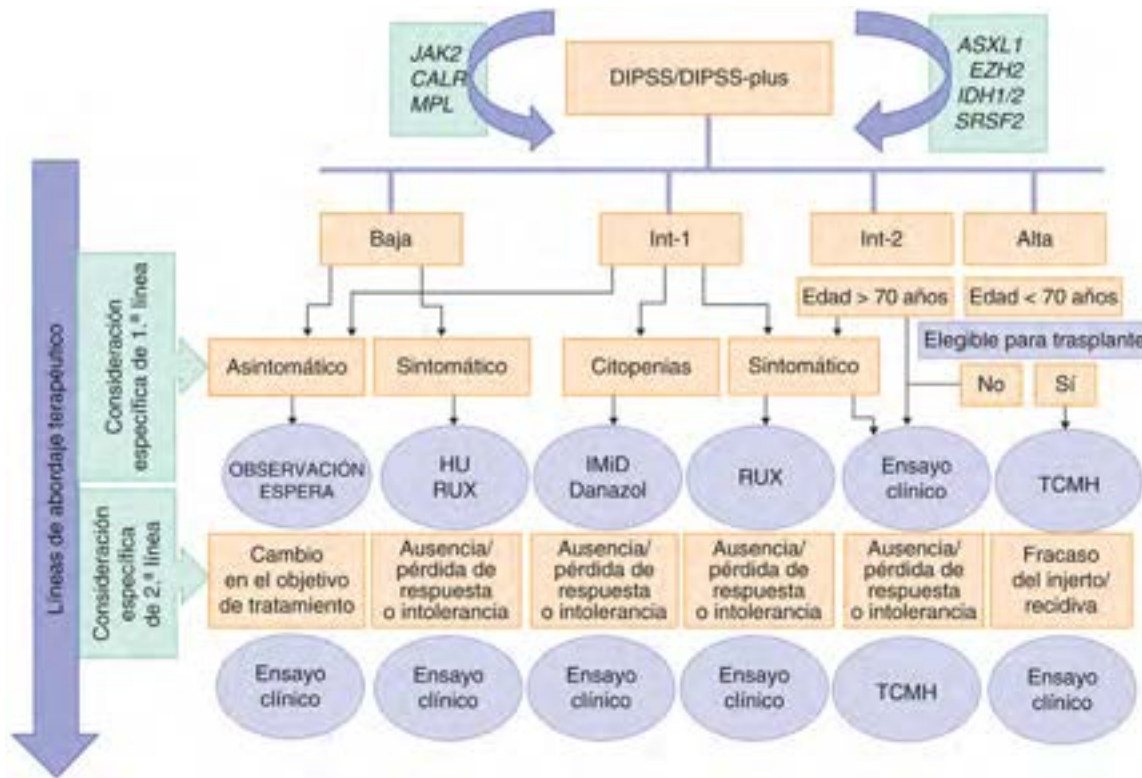 JAK2
CALR
MPL
DIPSS/DIPSS-plus
ASXL1
EZH2
IDH1/2
SRSF2
Baja
Int-1
Int-2
Alta
Edad > 70 años
Edad < 70 años
Elegible para trasplante
No
Sí
Líneas de abordaje terapéutico
Consideración
específica de 1.ª línea
Asintomático
Sintomático
Citopenias
Sintomático
OBSERVACIÓN
ESPERA
HU
RUX
IMiD
Danazol
RUX
Ensayo
clínico
TCMH
Consideración
específica
de 2.ª línea
Cambio
en el objetivo
de tratamiento
Ausencia/
pérdida de
respuesta
o intolerancia
Ausencia/
pérdida de
respuesta
o intolerancia
Ausencia/
pérdida de
respuesta
o intolerancia
Ausencia/
pérdida de
respuesta
o intolerancia
Fracaso
del injerto/
recidiva
Ensayo
clínico
Ensayo
clínico
Ensayo
clínico
Ensayo
clínico
TCMH
Ensayo
clínico